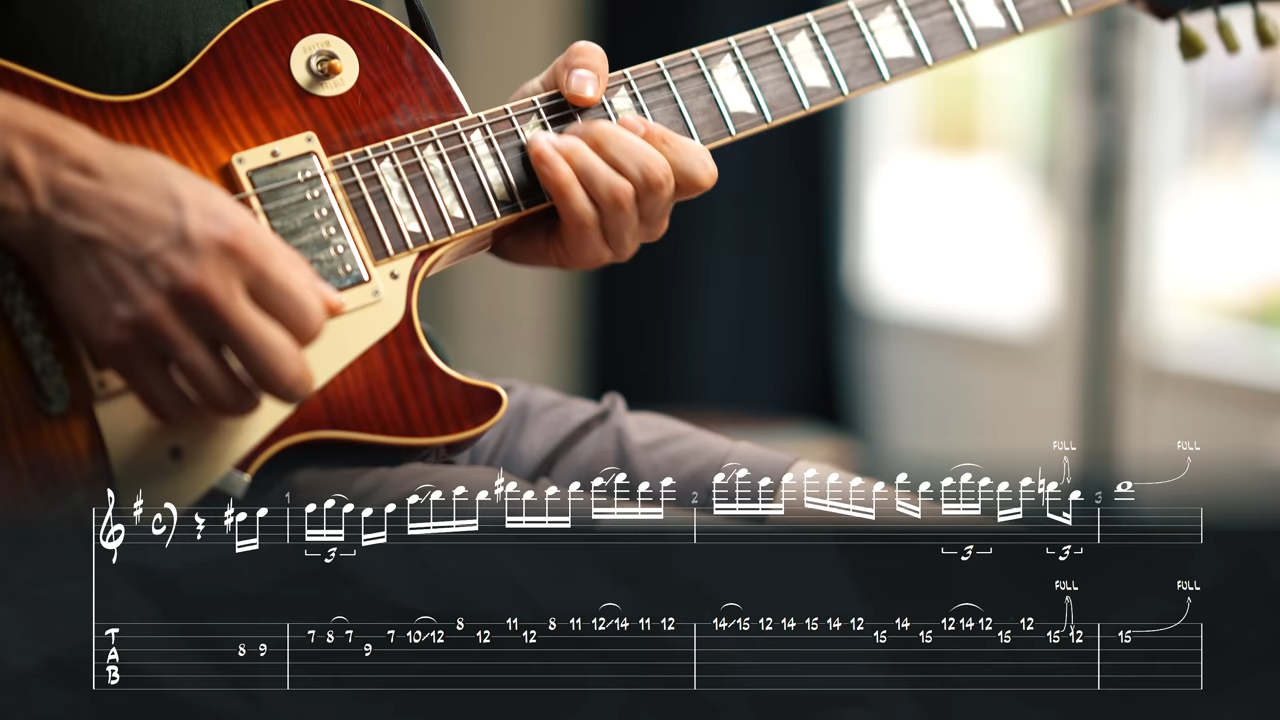 RHYTHM
FULL FULL
1 2 3
3 3 3
FULL FULL
8 11 8 11 12/14 11 12 14/15 12 14 15 14 12 14 12 14 12 12
T 7 8 7 7 10/12 12 12 15 15 15 15 12 15
A 8 9 9
B